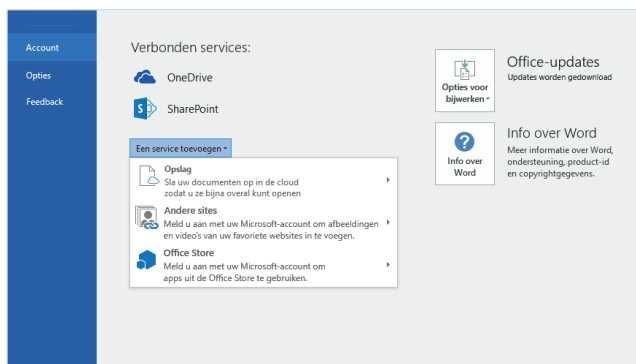 Account
Opties
Feedback
Verbonden services:
OneDrive
SharePoint
Een service toevoegen
Opslag
Sla uw documenten op in de cloud
zodat u ze bijna overal kunt openen
Andere sites
Meld u aan met uw Microsoft-account om afbeeldingen
en video's van uw favoriete websites in te voegen.
Office Store
Meld u aan met uw Microsoft-account om
apps uit de Office Store te gebruiken.
Opties voor
bijwerken
Office-updates
Updates worden gedownload
Info over
Word
Info over Word
Meer informatie over Word,
ondersteuning, product-id
en copyrightgegevens.